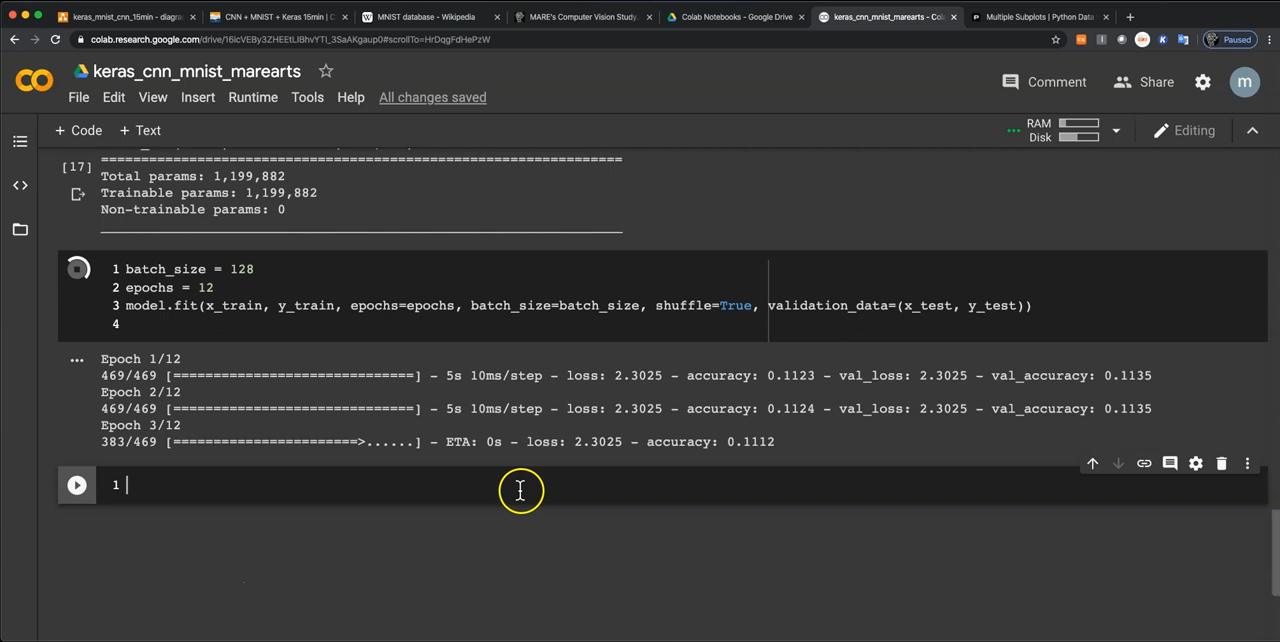 keras_mnist_cnn_15min - diagra
CNN + MNIST + Keras 15min | C
MNIST database - Wikipedia
MARE's Computer Vision Study.
Colab Notebooks - Google Drive
keras_cnn_mnist_marearts - Col
Multiple Subplots | Python Data
colab.research.google.com/drive/16icVEBy3ZHEEtLIBhvYTl_3SaAKgaup0#scrollTo=HrDqgFdHePzW
Paused
keras_cnn_mnist_marearts
Comment
Share
m
File Edit View Insert Runtime Tools Help All changes saved
+ Code + Text
RAM
Disk
Editing
[17]
Total params: 1,199,882
Trainable params: 1,199,882
Non-trainable params: 0
1 batch_size = 128
2 epochs = 12
3 model.fit(x_train, y_train, epochs=epochs, batch_size=batch_size, shuffle=True, validation_data=(x_test, y_test))
4
Epoch 1/12
469/469 [==============================] - 5s 10ms/step - loss: 2.3025 - accuracy: 0.1123 - val_loss: 2.3025 - val_accuracy: 0.1135
Epoch 2/12
469/469 [==============================] - 5s 10ms/step - loss: 2.3025 - accuracy: 0.1124 - val_loss: 2.3025 - val_accuracy: 0.1135
Epoch 3/12
383/469 [=======================>......] - ETA: 0s - loss: 2.3025 - accuracy: 0.1112
1